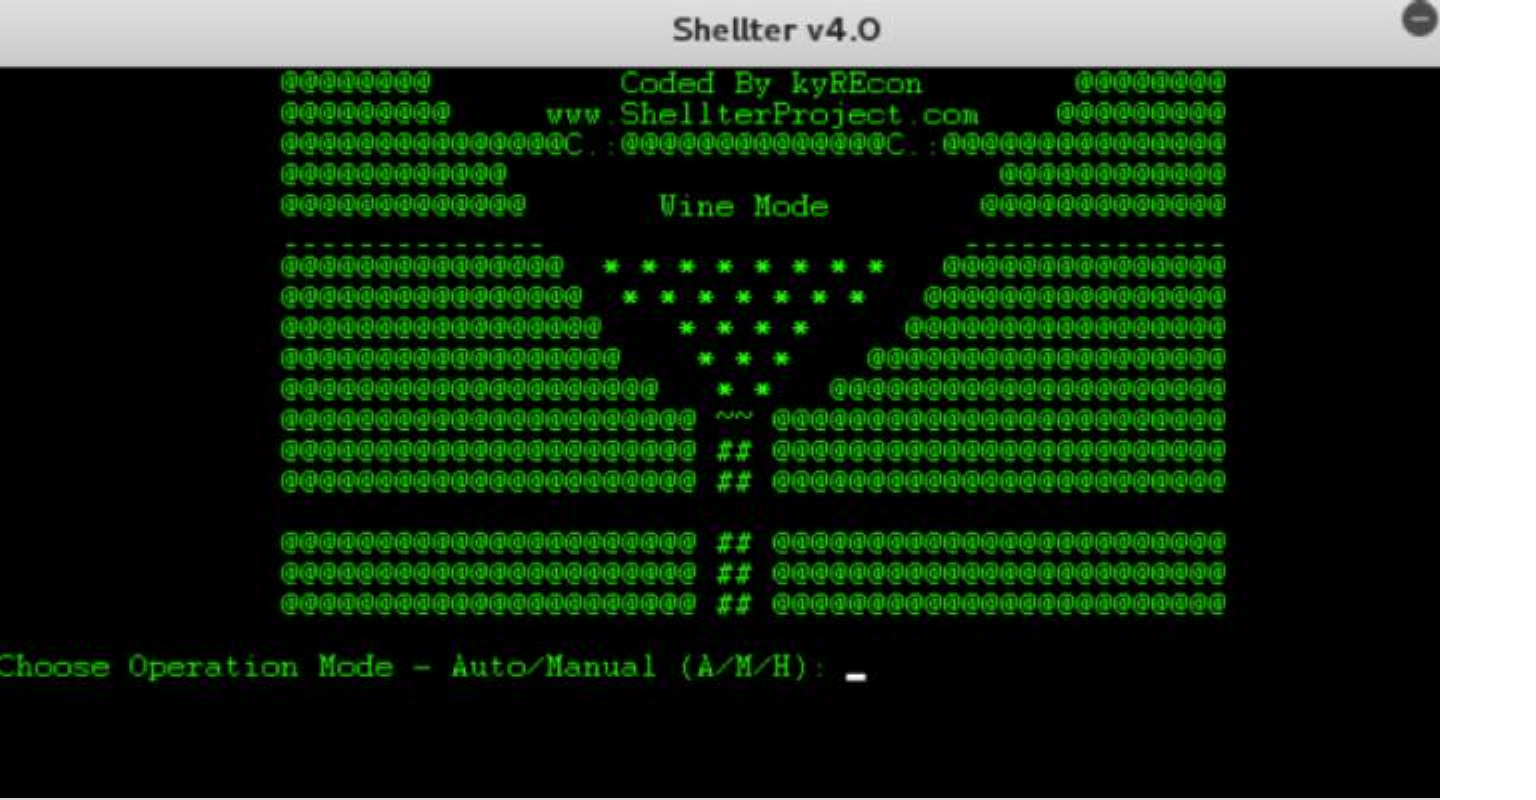 Shellter v4.0
@@@@@@@@ Coded By kyREcon @@@@@@@@
@@@@@@@@@ www.ShellterProject.com @@@@@@@@@
@@@@@@@@@@@@@@@C.:@@@@@@@@@@@@@@C.:@@@@@@@@@@@@@@@
@@@@@@@@@@@@ @@@@@@@@@@@@
@@@@@@@@@@@@@ Wine Mode @@@@@@@@@@@@@
-------------- --------------
@@@@@@@@@@@@@@@ * * * * * * * * @@@@@@@@@@@@@@@
@@@@@@@@@@@@@@@@ * * * * * * * @@@@@@@@@@@@@@@@
@@@@@@@@@@@@@@@@@ * * * * @@@@@@@@@@@@@@@@@
@@@@@@@@@@@@@@@@@@ * * * @@@@@@@@@@@@@@@@@@@
@@@@@@@@@@@@@@@@@@@@ * * @@@@@@@@@@@@@@@@@@@@@
@@@@@@@@@@@@@@@@@@@@@@ ~~ @@@@@@@@@@@@@@@@@@@@@@@@
@@@@@@@@@@@@@@@@@@@@@@ ## @@@@@@@@@@@@@@@@@@@@@@@@
@@@@@@@@@@@@@@@@@@@@@@ ## @@@@@@@@@@@@@@@@@@@@@@@@
@@@@@@@@@@@@@@@@@@@@@@ ## @@@@@@@@@@@@@@@@@@@@@@@@
@@@@@@@@@@@@@@@@@@@@@@ ## @@@@@@@@@@@@@@@@@@@@@@@@
@@@@@@@@@@@@@@@@@@@@@@ ## @@@@@@@@@@@@@@@@@@@@@@@@
Choose Operation Mode - Auto/Manual (A/M/H): _